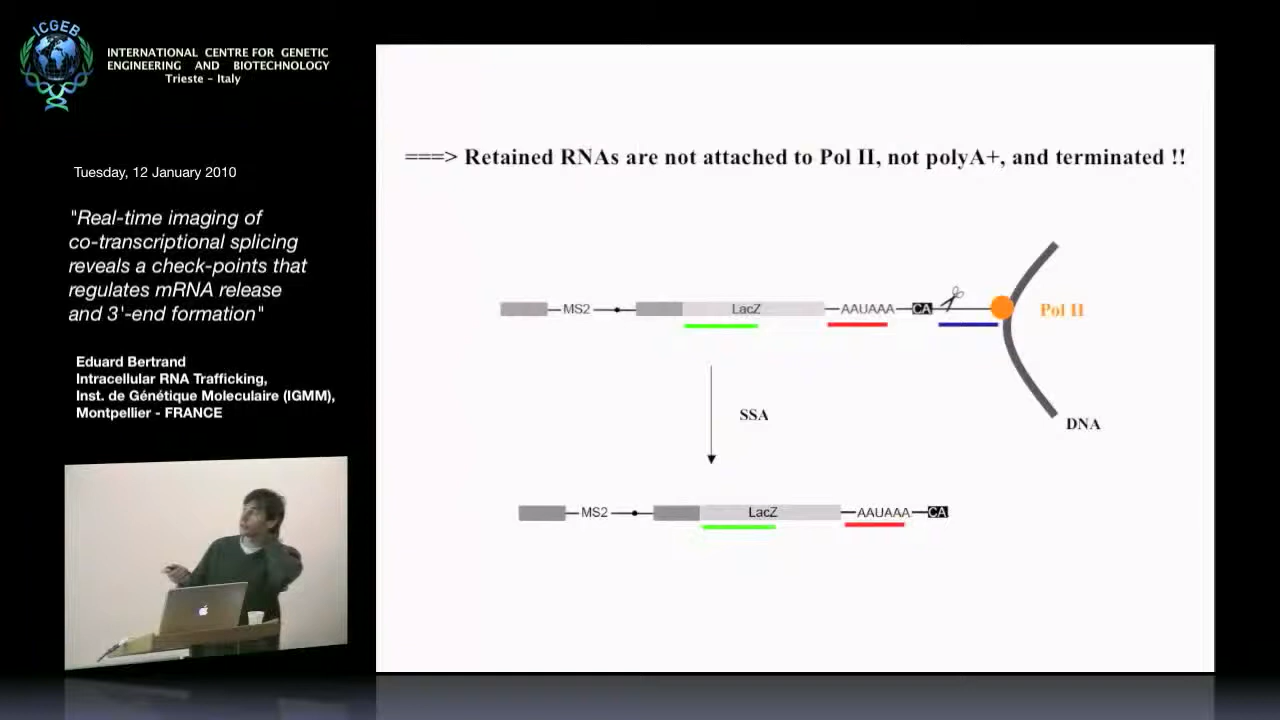 ICGEB
INTERNATIONAL CENTRE FOR GENETIC
ENGINEERING AND BIOTECHNOLOGY
Trieste - Italy
Tuesday, 12 January 2010
"Real-time imaging of
co-transcriptional splicing
reveals a check-points that
regulates mRNA release
and 3'-end formation"
Eduard Bertrand
Intracellular RNA Trafficking,
Inst. de Génétique Moleculaire (IGMM),
Montpellier - FRANCE
===> Retained RNAs are not attached to Pol II, not polyA+, and terminated !!
MS2 LacZ AAUAAA CA Pol II
SSA
DNA
MS2 LacZ AAUAAA CA